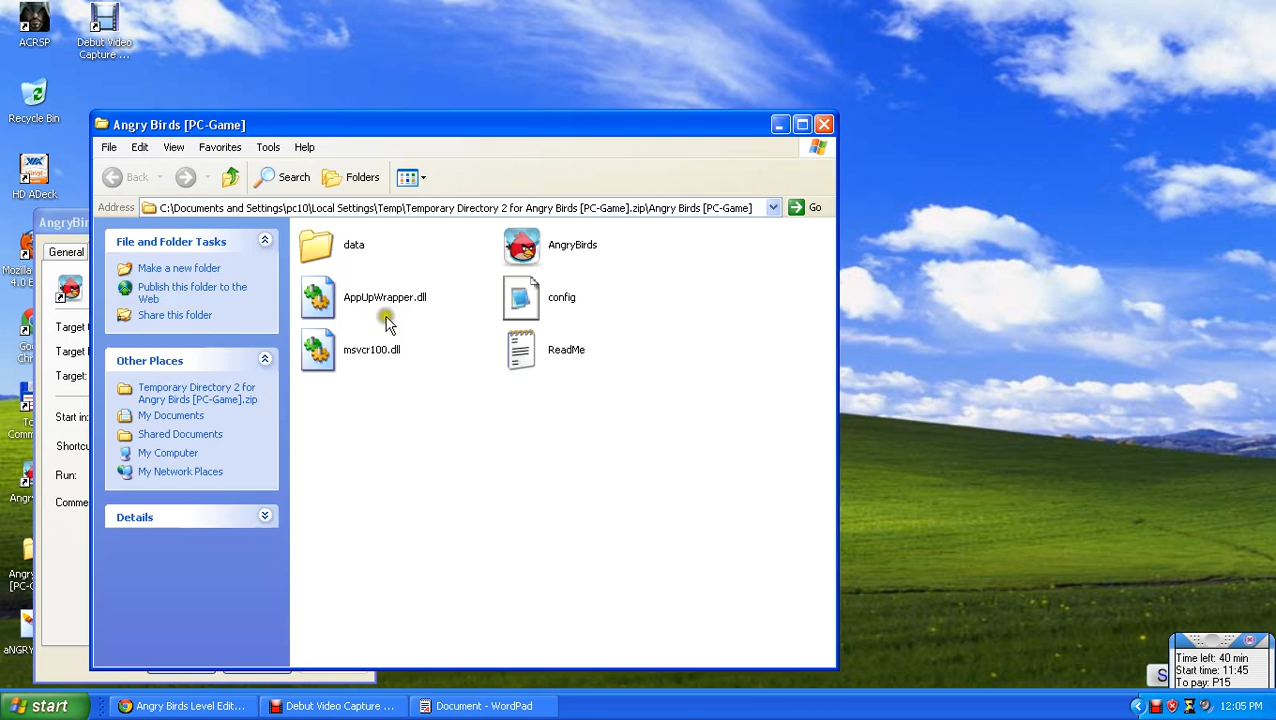 ACRSP
Debut Video
Capture ...
Recycle Bin
HD ADeck
Angry Birds [PC-Game]
File Edit View Favorites Tools Help
Back Search Folders
Address C:\Documents and Settings\pc10\Local Settings\Temp\Temporary Directory 2 for Angry Birds [PC-Game].zip\Angry Birds [PC-Game] Go
File and Folder Tasks
Make a new folder
Publish this folder to the
Web
Share this folder
Other Places
Temporary Directory 2 for
Angry Birds [PC-Game].zip
My Documents
Shared Documents
My Computer
My Network Places
Details
data
AngryBirds
AppUpWrapper.dll
config
msvcr100.dll
ReadMe
AngryBir
General
Target
Target
Target:
Start in:
Shortcu
Run:
Comme
Mozilla
4.0
Angry
[PC-G
aNGRY
Time left: 40 min
Start time: 11:45
To pay: P15
S
start
Angry Birds Level Edit...
Debut Video Capture ...
Document - WordPad
12:05 PM